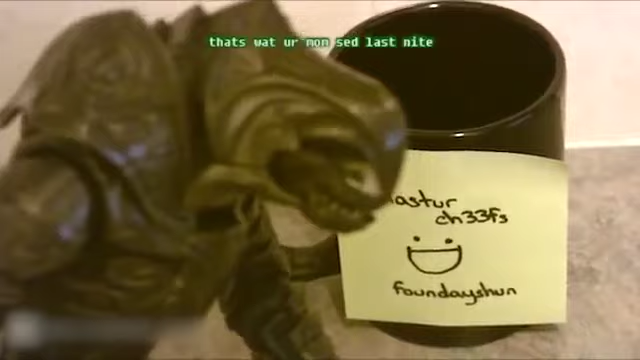 thats wat ur mom sed last nite
astur
ch33fs
foundayshun